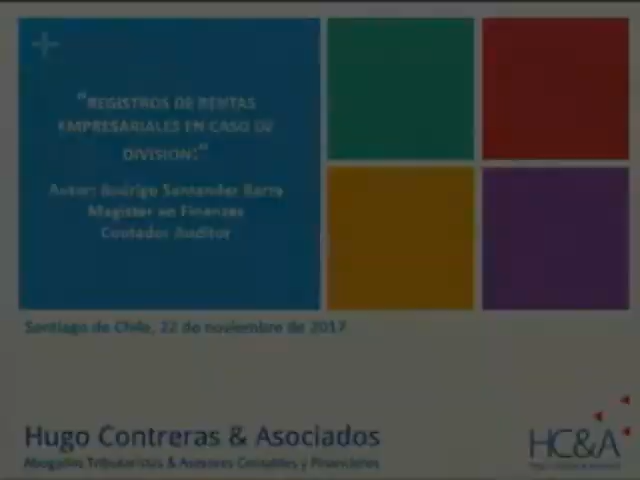 “REGISTROS DE RENTAS
EMPRESARIALES EN CASO DE
DIVISION:”
Autor: Rodrigo Santander Barra
Magister en Finanzas
Contador Auditor
Santiago de Chile, 22 de noviembre de 2017
Hugo Contreras & Asociados
Abogados Tributaristas & Asesores Contables y Financieros
HC&A